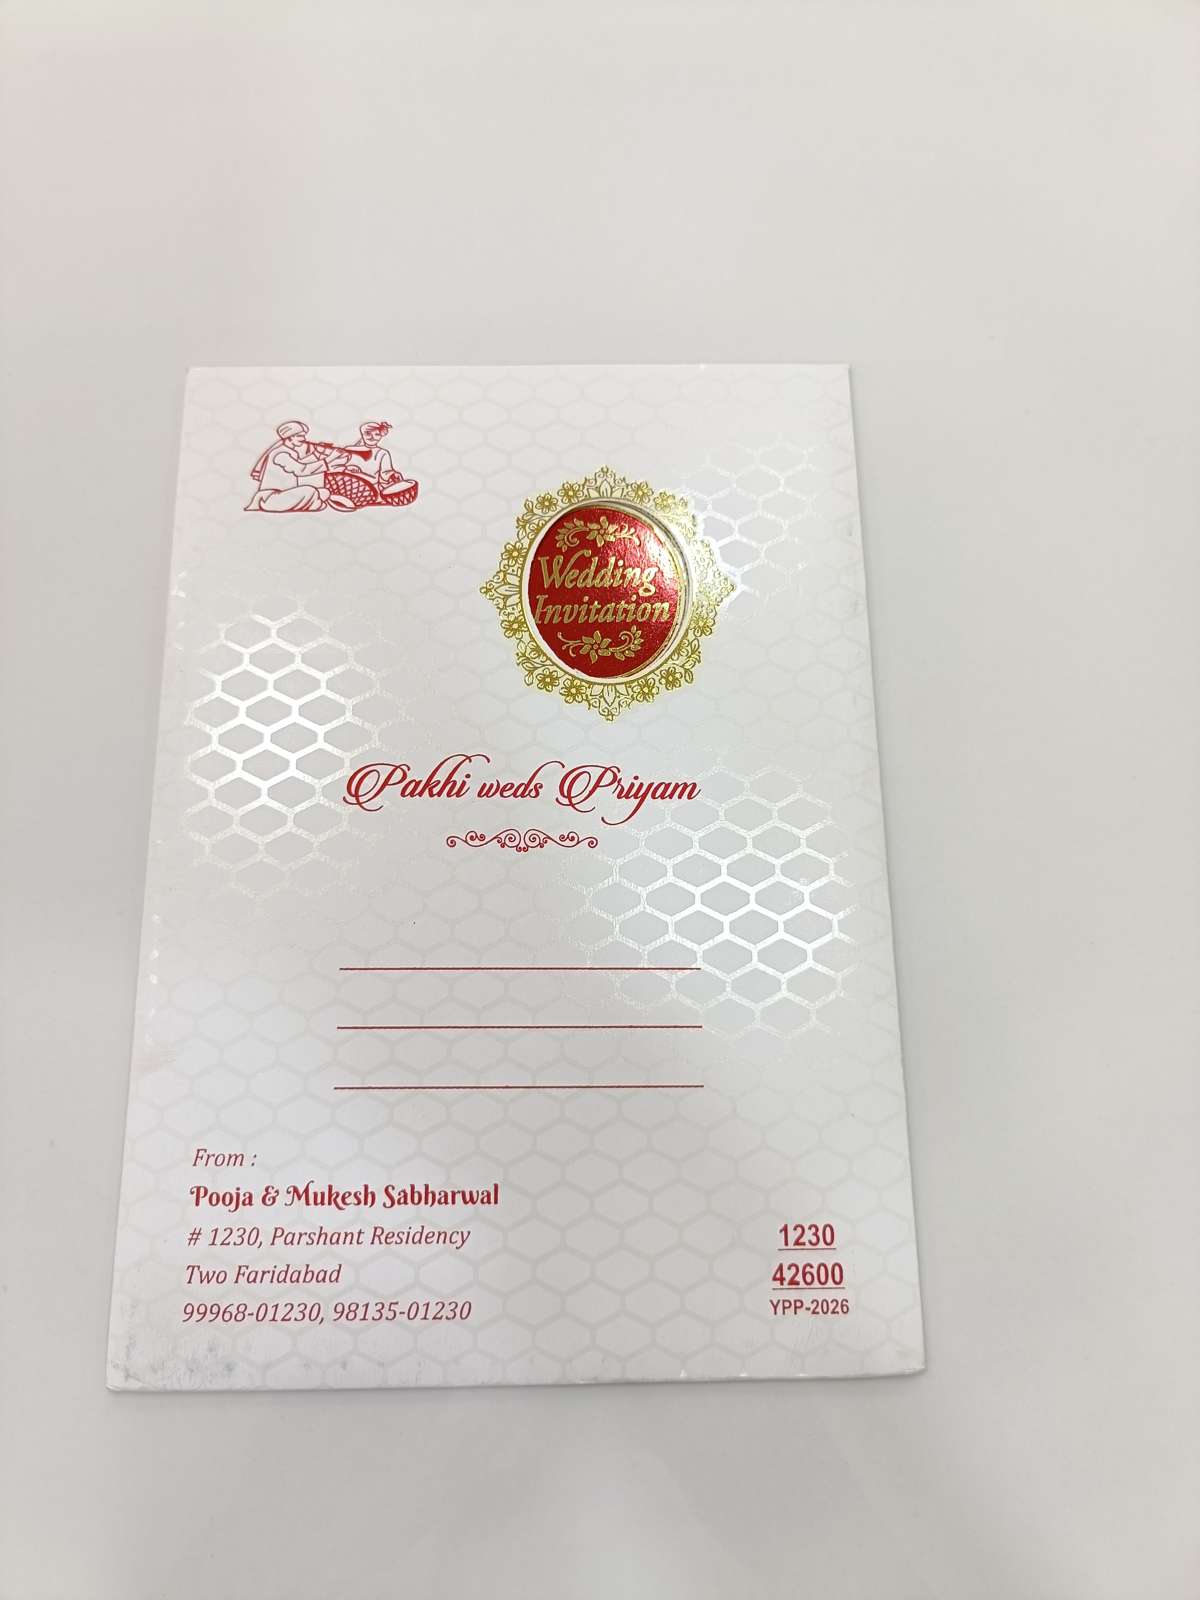 Wedding
Invitation
Pakhi weds Priyam
From :
Pooja & Mukesh Sabharwal
# 1230, Parshant Residency
Two Faridabad
99968-01230, 98135-01230
1230
42600
YPP-2026